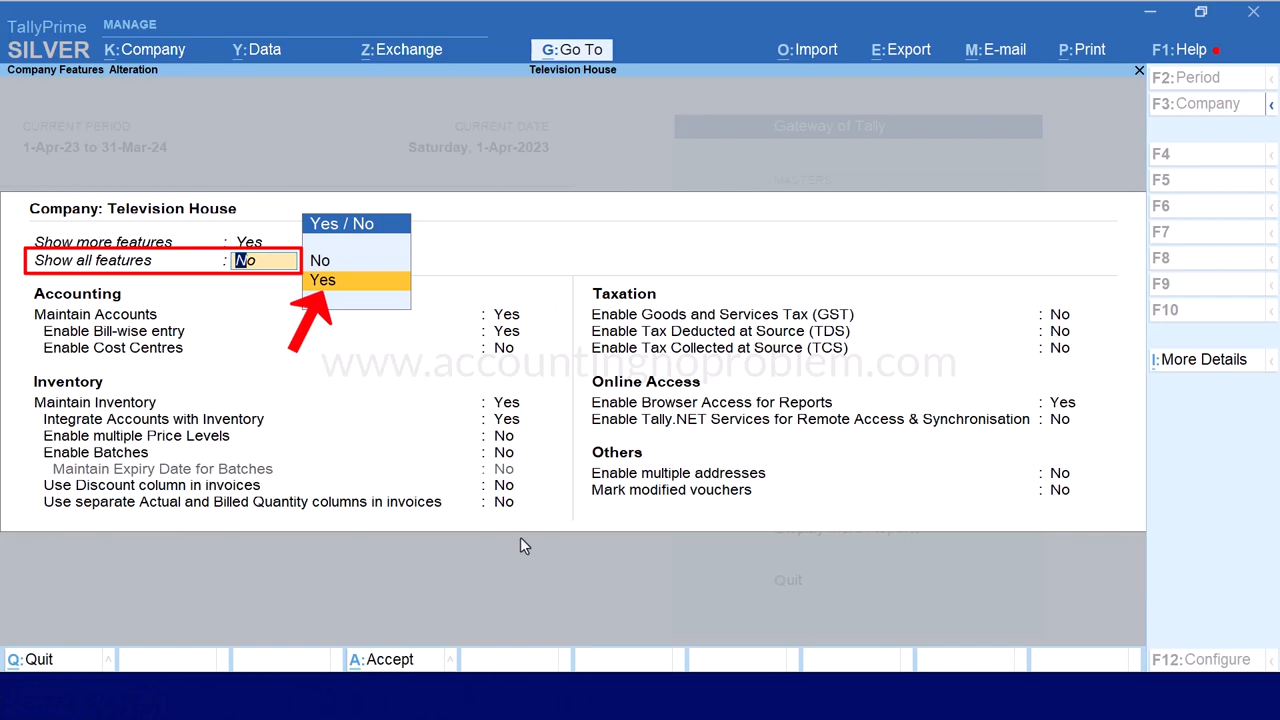 TallyPrime MANAGE
SILVER K:Company Y:Data Z:Exchange G:Go To O:Import E:Export M:E-mail P:Print F1:Help
Company Features Alteration Television House
F2:Period
F3:Company
CURRENT PERIOD CURRENT DATE Gateway of Tally
1-Apr-23 to 31-Mar-24 Saturday, 1-Apr-2023
MASTERS
F4
F5
F6
F7
F8
F9
F10
I:More Details
Company: Television House
Show more features : Yes
Show all features : No
Yes / No
No
Yes
Accounting
Maintain Accounts : Yes
Enable Bill-wise entry : Yes
Enable Cost Centres : No
Inventory
Maintain Inventory : Yes
Integrate Accounts with Inventory : Yes
Enable multiple Price Levels : No
Enable Batches : No
Maintain Expiry Date for Batches : No
Use Discount column in invoices : No
Use separate Actual and Billed Quantity columns in invoices : No
Taxation
Enable Goods and Services Tax (GST) : No
Enable Tax Deducted at Source (TDS) : No
Enable Tax Collected at Source (TCS) : No
Online Access
Enable Browser Access for Reports : Yes
Enable Tally.NET Services for Remote Access & Synchronisation : No
Others
Enable multiple addresses : No
Mark modified vouchers : No
www.accountingnoproblem.com
Quit
Q:Quit A:Accept F12:Configure